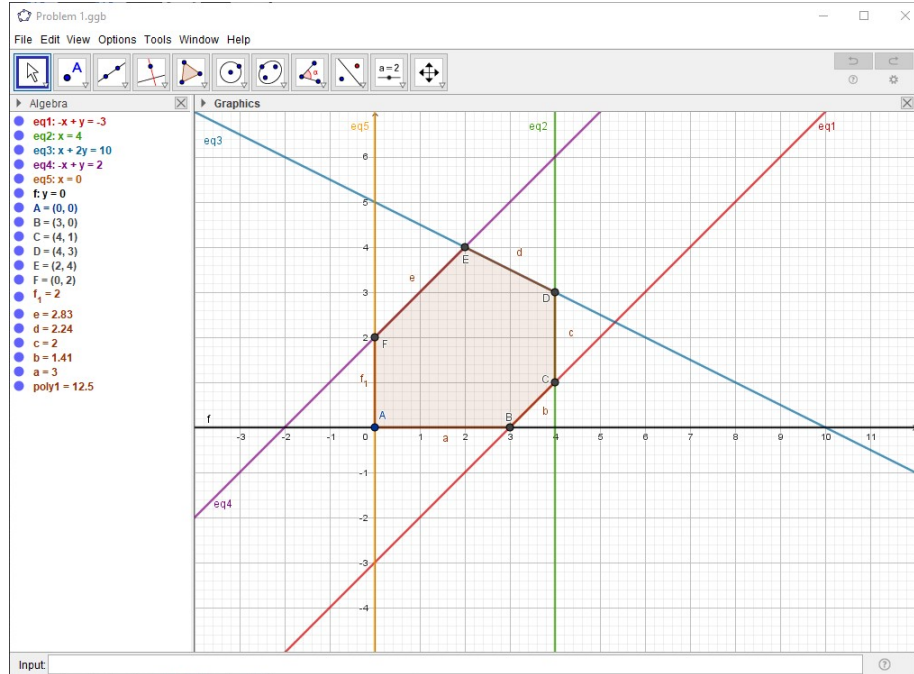 Problem 1.ggb
File Edit View Options Tools Window Help
A
α
a=2
Algebra
Graphics
eq1: -x + y = -3
eq2: x = 4
eq3: x + 2y = 10
eq4: -x + y = 2
eq5: x = 0
f: y = 0
A = (0, 0)
B = (3, 0)
C = (4, 1)
D = (4, 3)
E = (2, 4)
F = (0, 2)
f₁ = 2
e = 2.83
d = 2.24
c = 2
b = 1.41
a = 3
poly1 = 12.5
eq5 eq2 eq1
eq3
6
5
4
E
d
e
3
D
c
2
F
f₁
1
C
f
A
B
b
-3 -2 -1 0 1 2 3 4 5 6 7 8 9 10 11
a
-1
eq4
-2
-3
-4
Input: